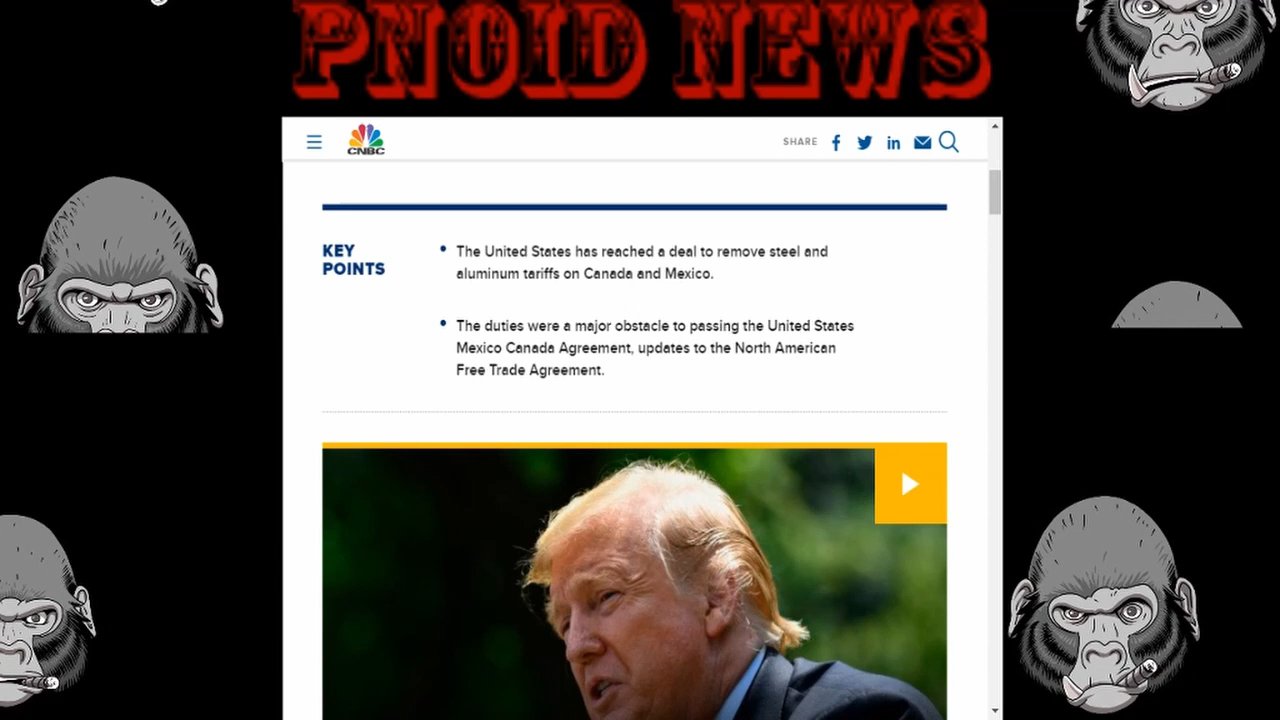 PNOID NEWS
CNBC
SHARE
KEY
POINTS
The United States has reached a deal to remove steel and
aluminum tariffs on Canada and Mexico.
The duties were a major obstacle to passing the United States
Mexico Canada Agreement, updates to the North American
Free Trade Agreement.